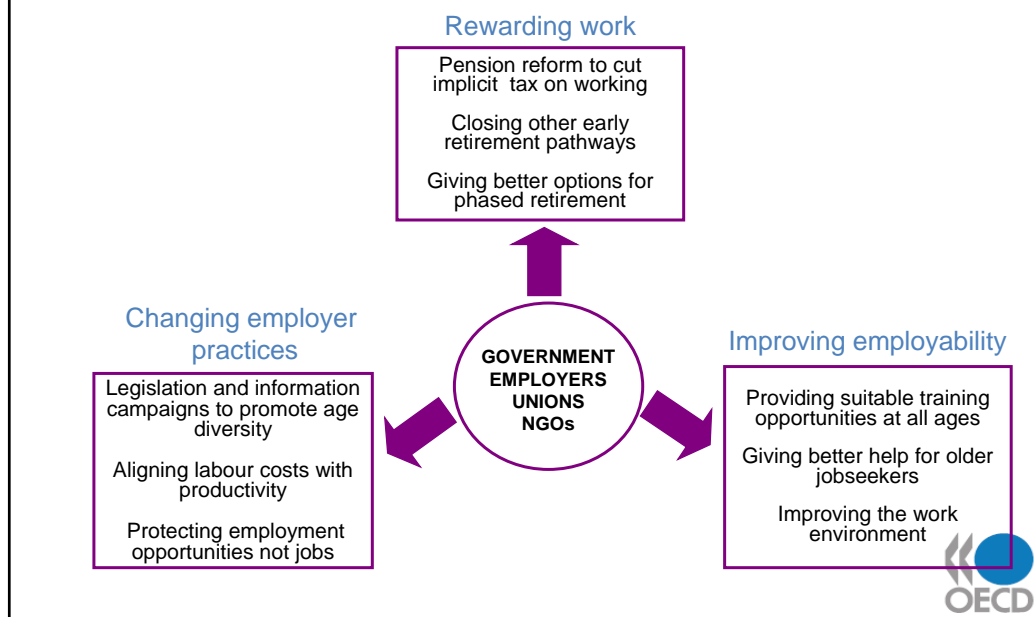 Rewarding work
Pension reform to cut
implicit tax on working
Closing other early
retirement pathways
Giving better options for
phased retirement
Changing employer
practices
Legislation and information
campaigns to promote age
diversity
Aligning labour costs with
productivity
Protecting employment
opportunities not jobs
GOVERNMENT
EMPLOYERS
UNIONS
NGOs
Improving employability
Providing suitable training
opportunities at all ages
Giving better help for older
jobseekers
Improving the work
environment
OECD